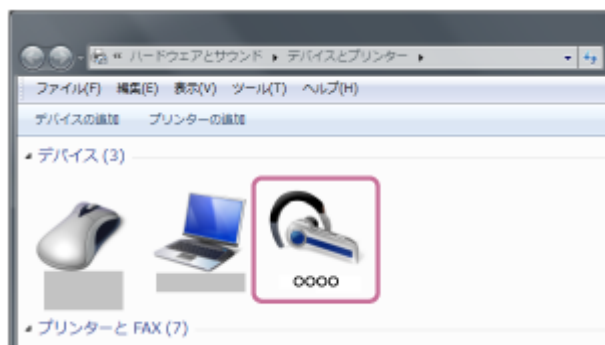 « ハードウェアとサウンド ▸ デバイスとプリンター ▸
ファイル(F) 編集(E) 表示(V) ツール(T) ヘルプ(H)
デバイスの追加 プリンターの追加
デバイス (3)
○○○○
プリンターと FAX (7)